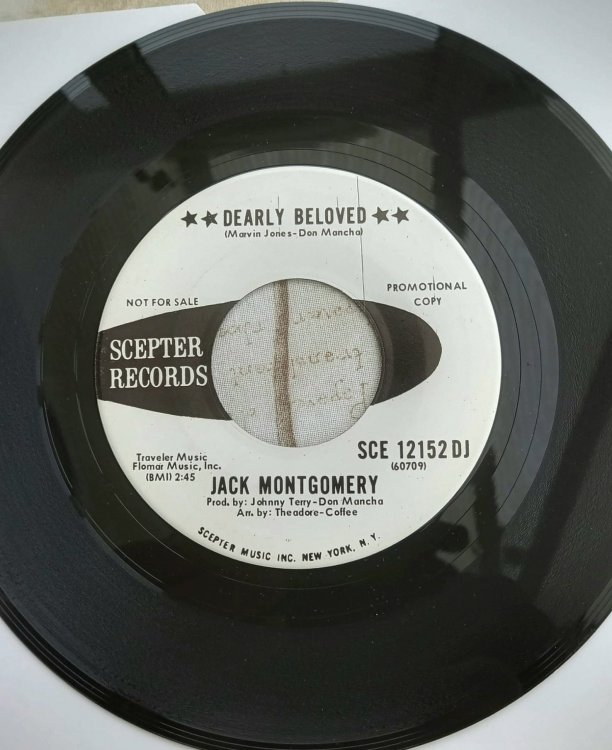 ★★DEARLY BELOVED★★
(Marvin Jones-Don Mancha)
NOT FOR SALE
PROMOTIONAL
COPY
SCEPTER
RECORDS
Traveler Music
Flomar Music, Inc.
(BMI) 2:45
SCE 12152 DJ
(60709)
JACK MONTGOMERY
Prod. by: Johnny Terry-Don Mancha
Arr. by: Theadore-Coffee
SCEPTER MUSIC INC. NEW YORK, N. Y.